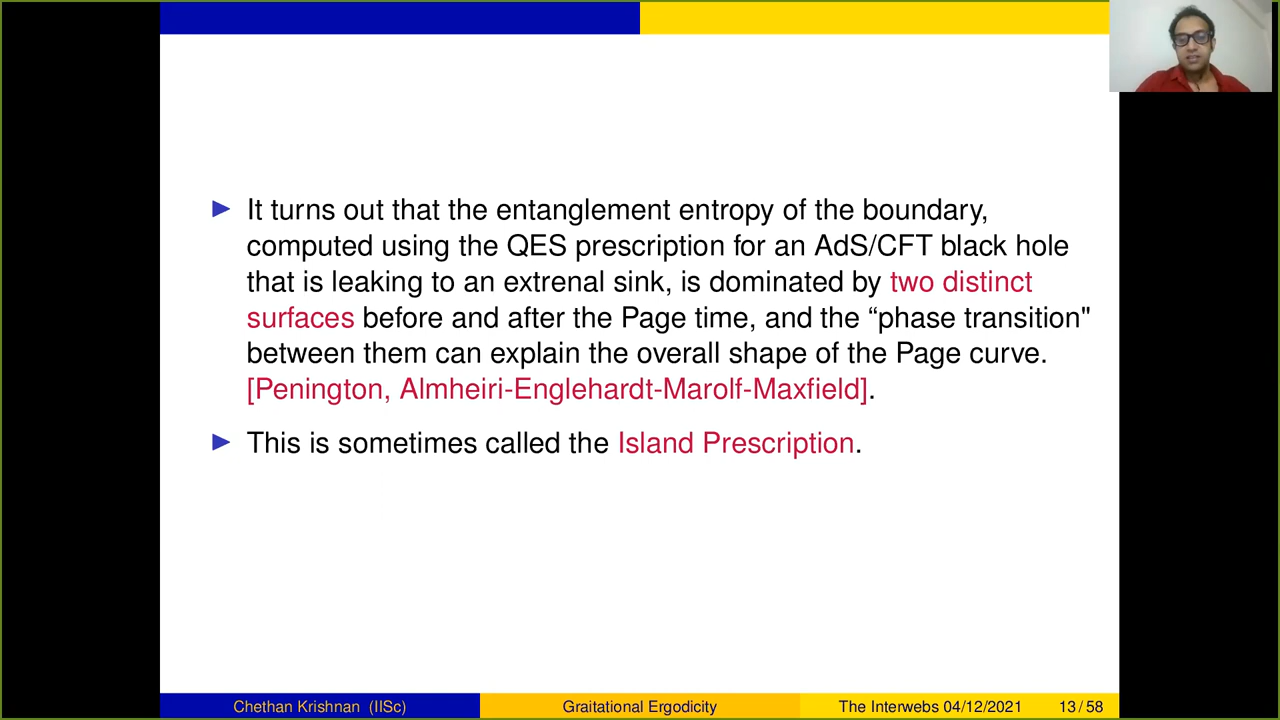 It turns out that the entanglement entropy of the boundary,
computed using the QES prescription for an AdS/CFT black hole
that is leaking to an extrenal sink, is dominated by two distinct
surfaces before and after the Page time, and the “phase transition"
between them can explain the overall shape of the Page curve.
[Penington, Almheiri-Englehardt-Marolf-Maxfield].
This is sometimes called the Island Prescription.
Chethan Krishnan (IISc) Graitational Ergodicity The Interwebs 04/12/2021 13 / 58